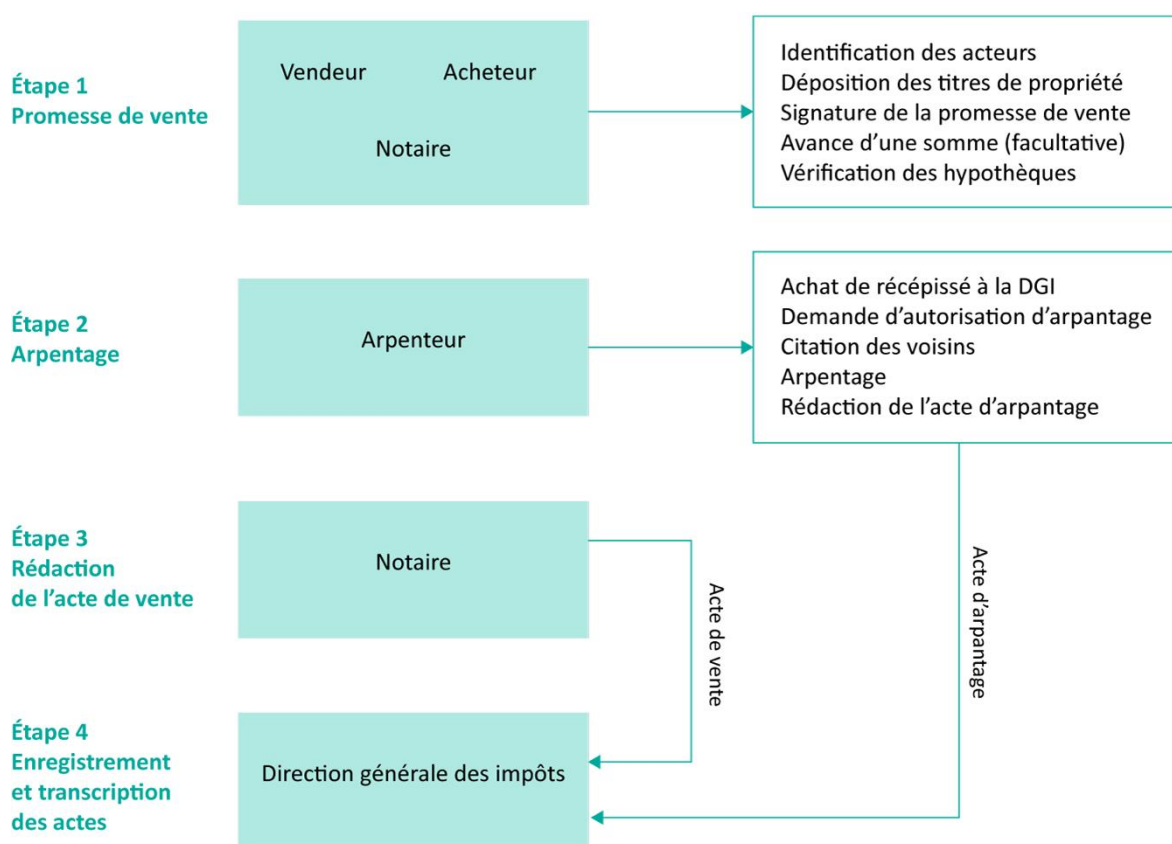 Étape 1
Promesse de vente
Vendeur
Acheteur
Notaire
Identification des acteurs
Déposition des titres de propriété
Signature de la promesse de vente
Avance d’une somme (facultative)
Vérification des hypothèques
Étape 2
Arpentage
Arpenteur
Achat de récépissé à la DGI
Demande d’autorisation d’arpantage
Citation des voisins
Arpentage
Rédaction de l’acte d’arpantage
Étape 3
Rédaction
de l’acte de vente
Notaire
Acte de vente
Acte d’arpantage
Étape 4
Enregistrement
et transcription
des actes
Direction générale des impôts